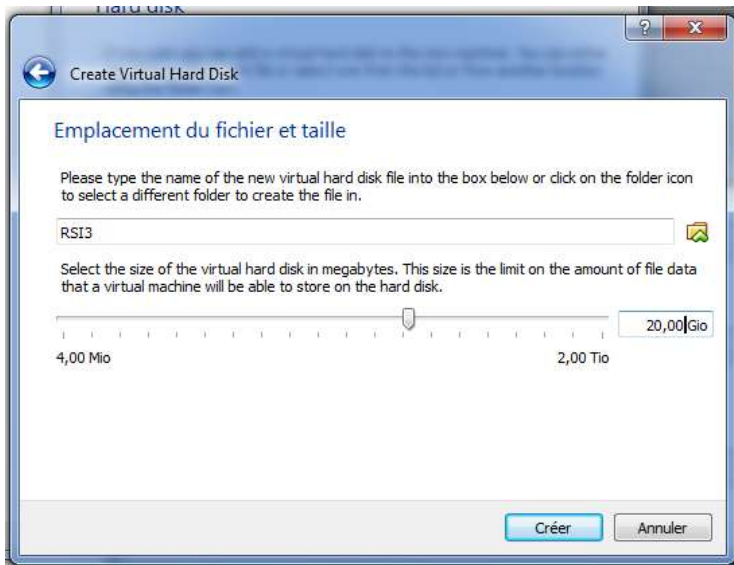 Hard disk
Create Virtual Hard Disk
Emplacement du fichier et taille
Please type the name of the new virtual hard disk file into the box below or click on the folder icon
to select a different folder to create the file in.
RSI3
Select the size of the virtual hard disk in megabytes. This size is the limit on the amount of file data
that a virtual machine will be able to store on the hard disk.
20,00 Gio
4,00 Mio 2,00 Tio
Créer Annuler